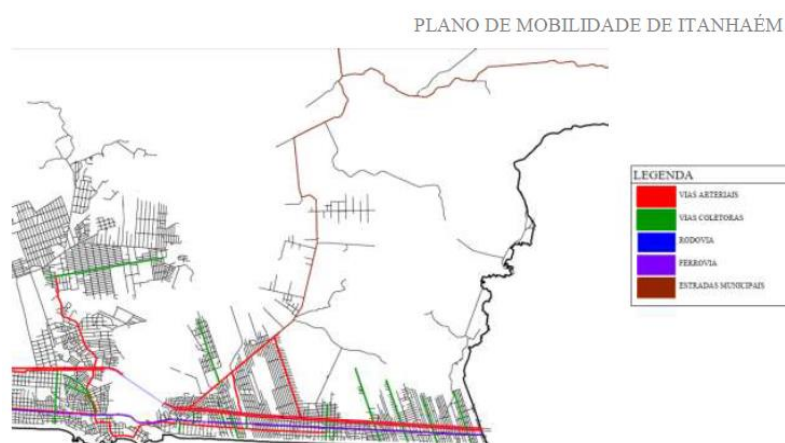 PLANO DE MOBILIDADE DE ITANHAÉM
LEGENDA
VIAS ARTERIAIS
VIAS COLETORAS
RODOVIA
FERROVIA
ESTRADAS MUNICIPAIS